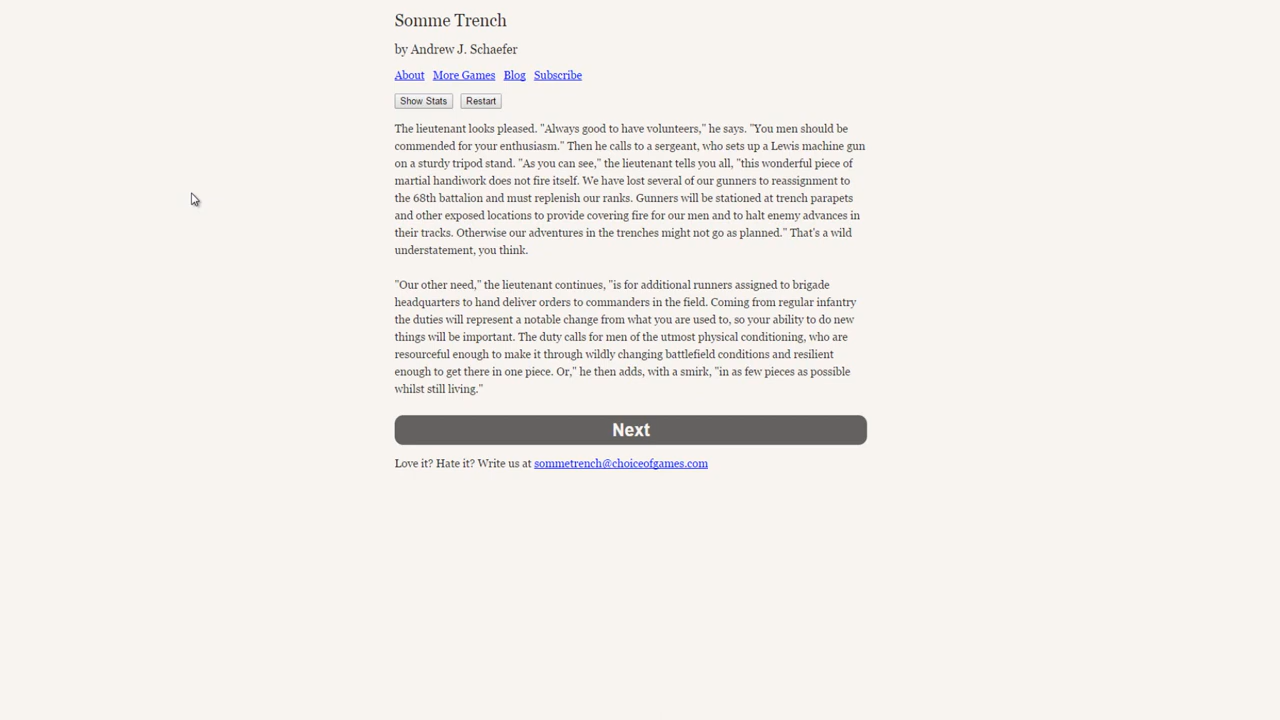 Somme Trench
by Andrew J. Schaefer
About More Games Blog Subscribe
Show Stats Restart
The lieutenant looks pleased. "Always good to have volunteers," he says. "You men should be
commended for your enthusiasm." Then he calls to a sergeant, who sets up a Lewis machine gun
on a sturdy tripod stand. "As you can see," the lieutenant tells you all, "this wonderful piece of
martial handiwork does not fire itself. We have lost several of our gunners to reassignment to
the 68th battalion and must replenish our ranks. Gunners will be stationed at trench parapets
and other exposed locations to provide covering fire for our men and to halt enemy advances in
their tracks. Otherwise our adventures in the trenches might not go as planned." That's a wild
understatement, you think.
"Our other need," the lieutenant continues, "is for additional runners assigned to brigade
headquarters to hand deliver orders to commanders in the field. Coming from regular infantry
the duties will represent a notable change from what you are used to, so your ability to do new
things will be important. The duty calls for men of the utmost physical conditioning, who are
resourceful enough to make it through wildly changing battlefield conditions and resilient
enough to get there in one piece. Or," he then adds, with a smirk, "in as few pieces as possible
whilst still living."
Next
Love it? Hate it? Write us at sommetrench@choiceofgames.com